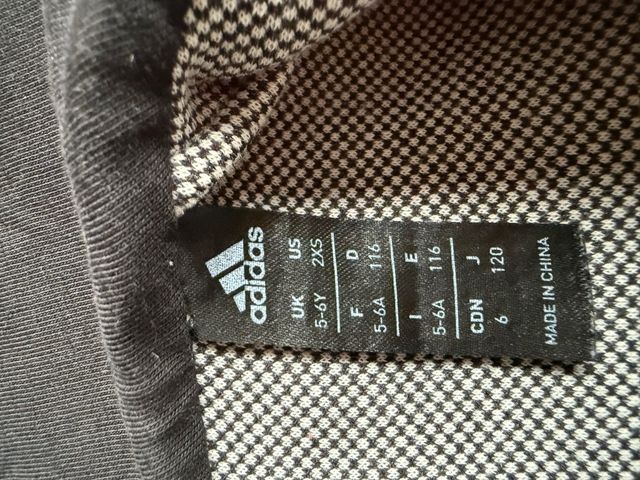 adidas
UK US
5-6Y 2XS
F D
5-6A 116
I E
5-6A 116
CDN J
6 120
MADE IN CHINA